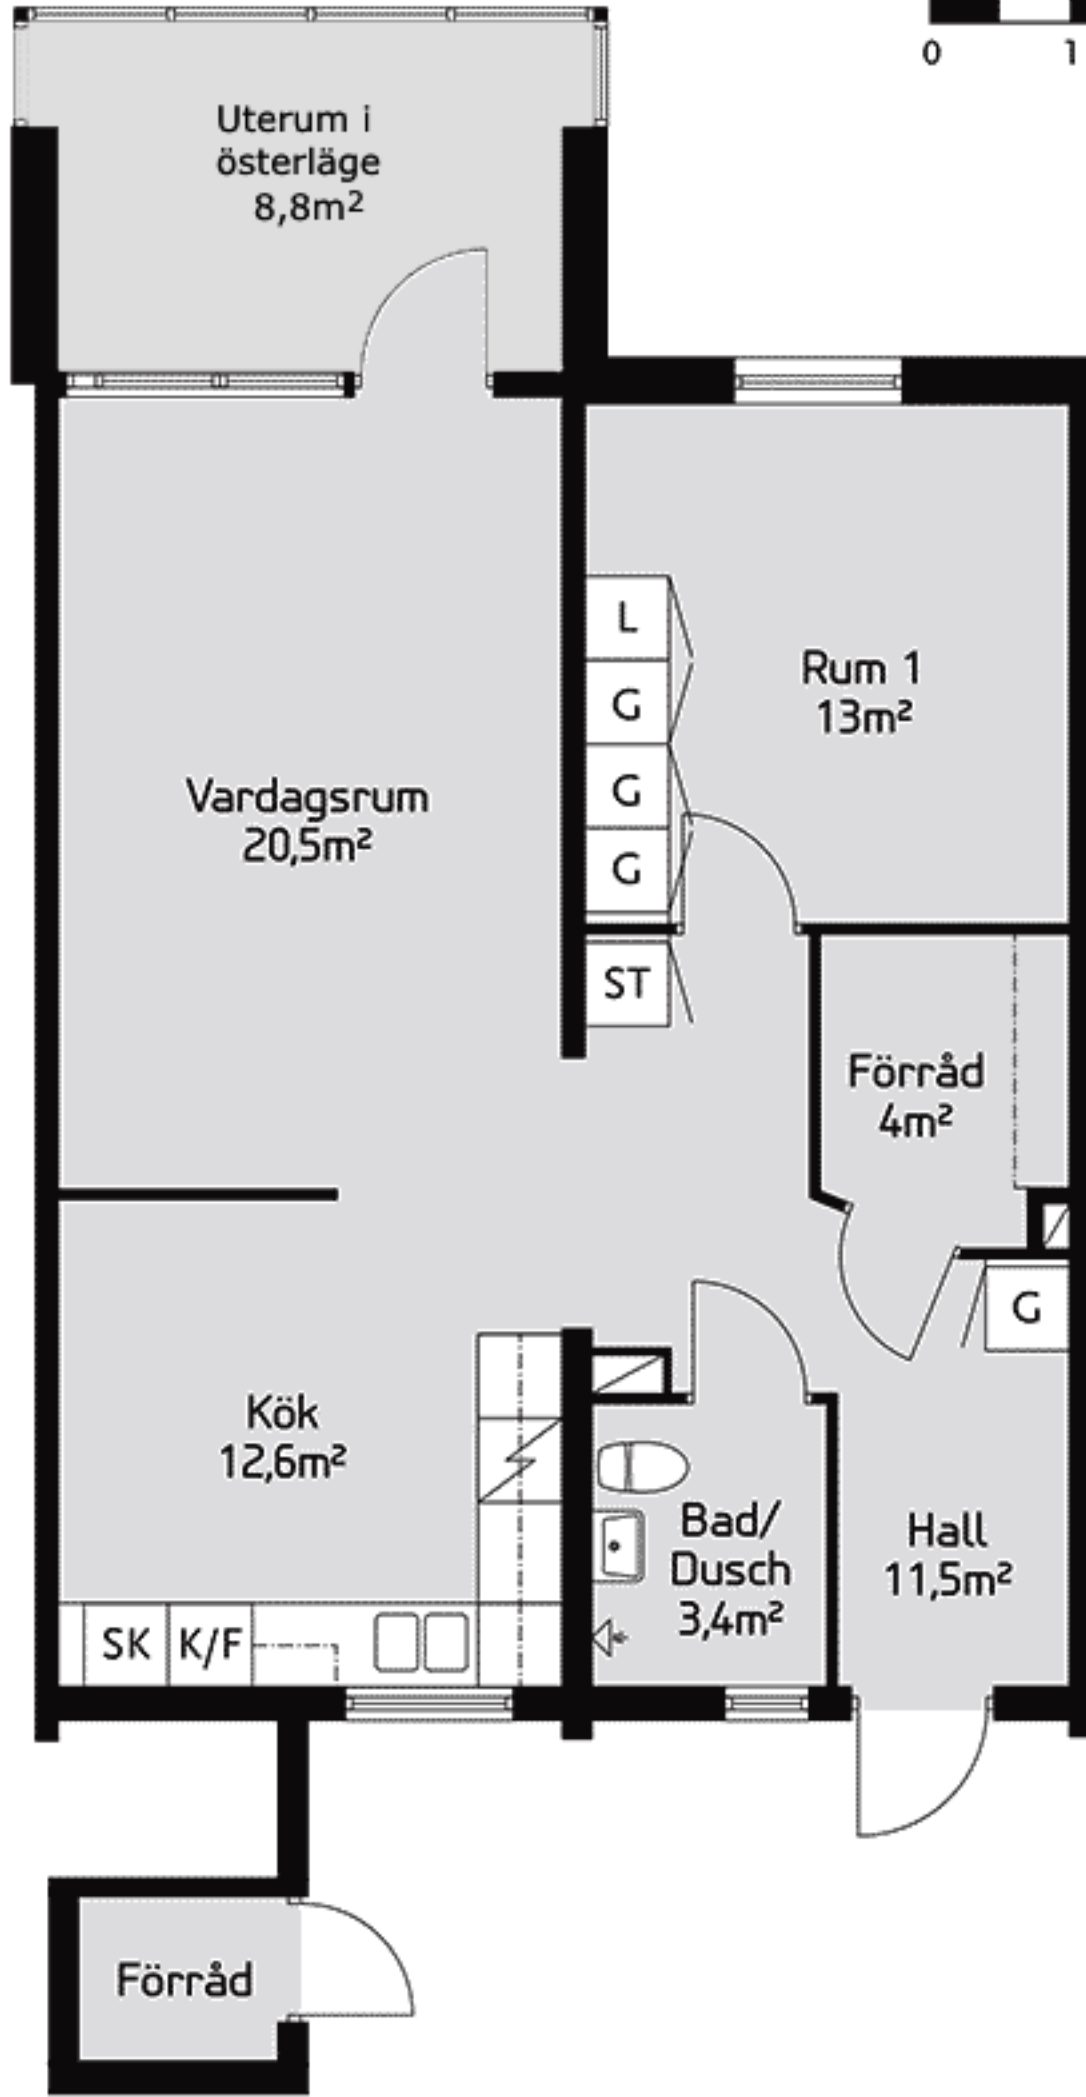 0 1
Uterum i
österläge
8,8m²
L
G
G
G
Rum 1
13m²
Vardagsrum
20,5m²
ST
Förråd
4m²
G
Kök
12,6m²
Bad/
Dusch
3,4m²
Hall
11,5m²
SK K/F
Förråd